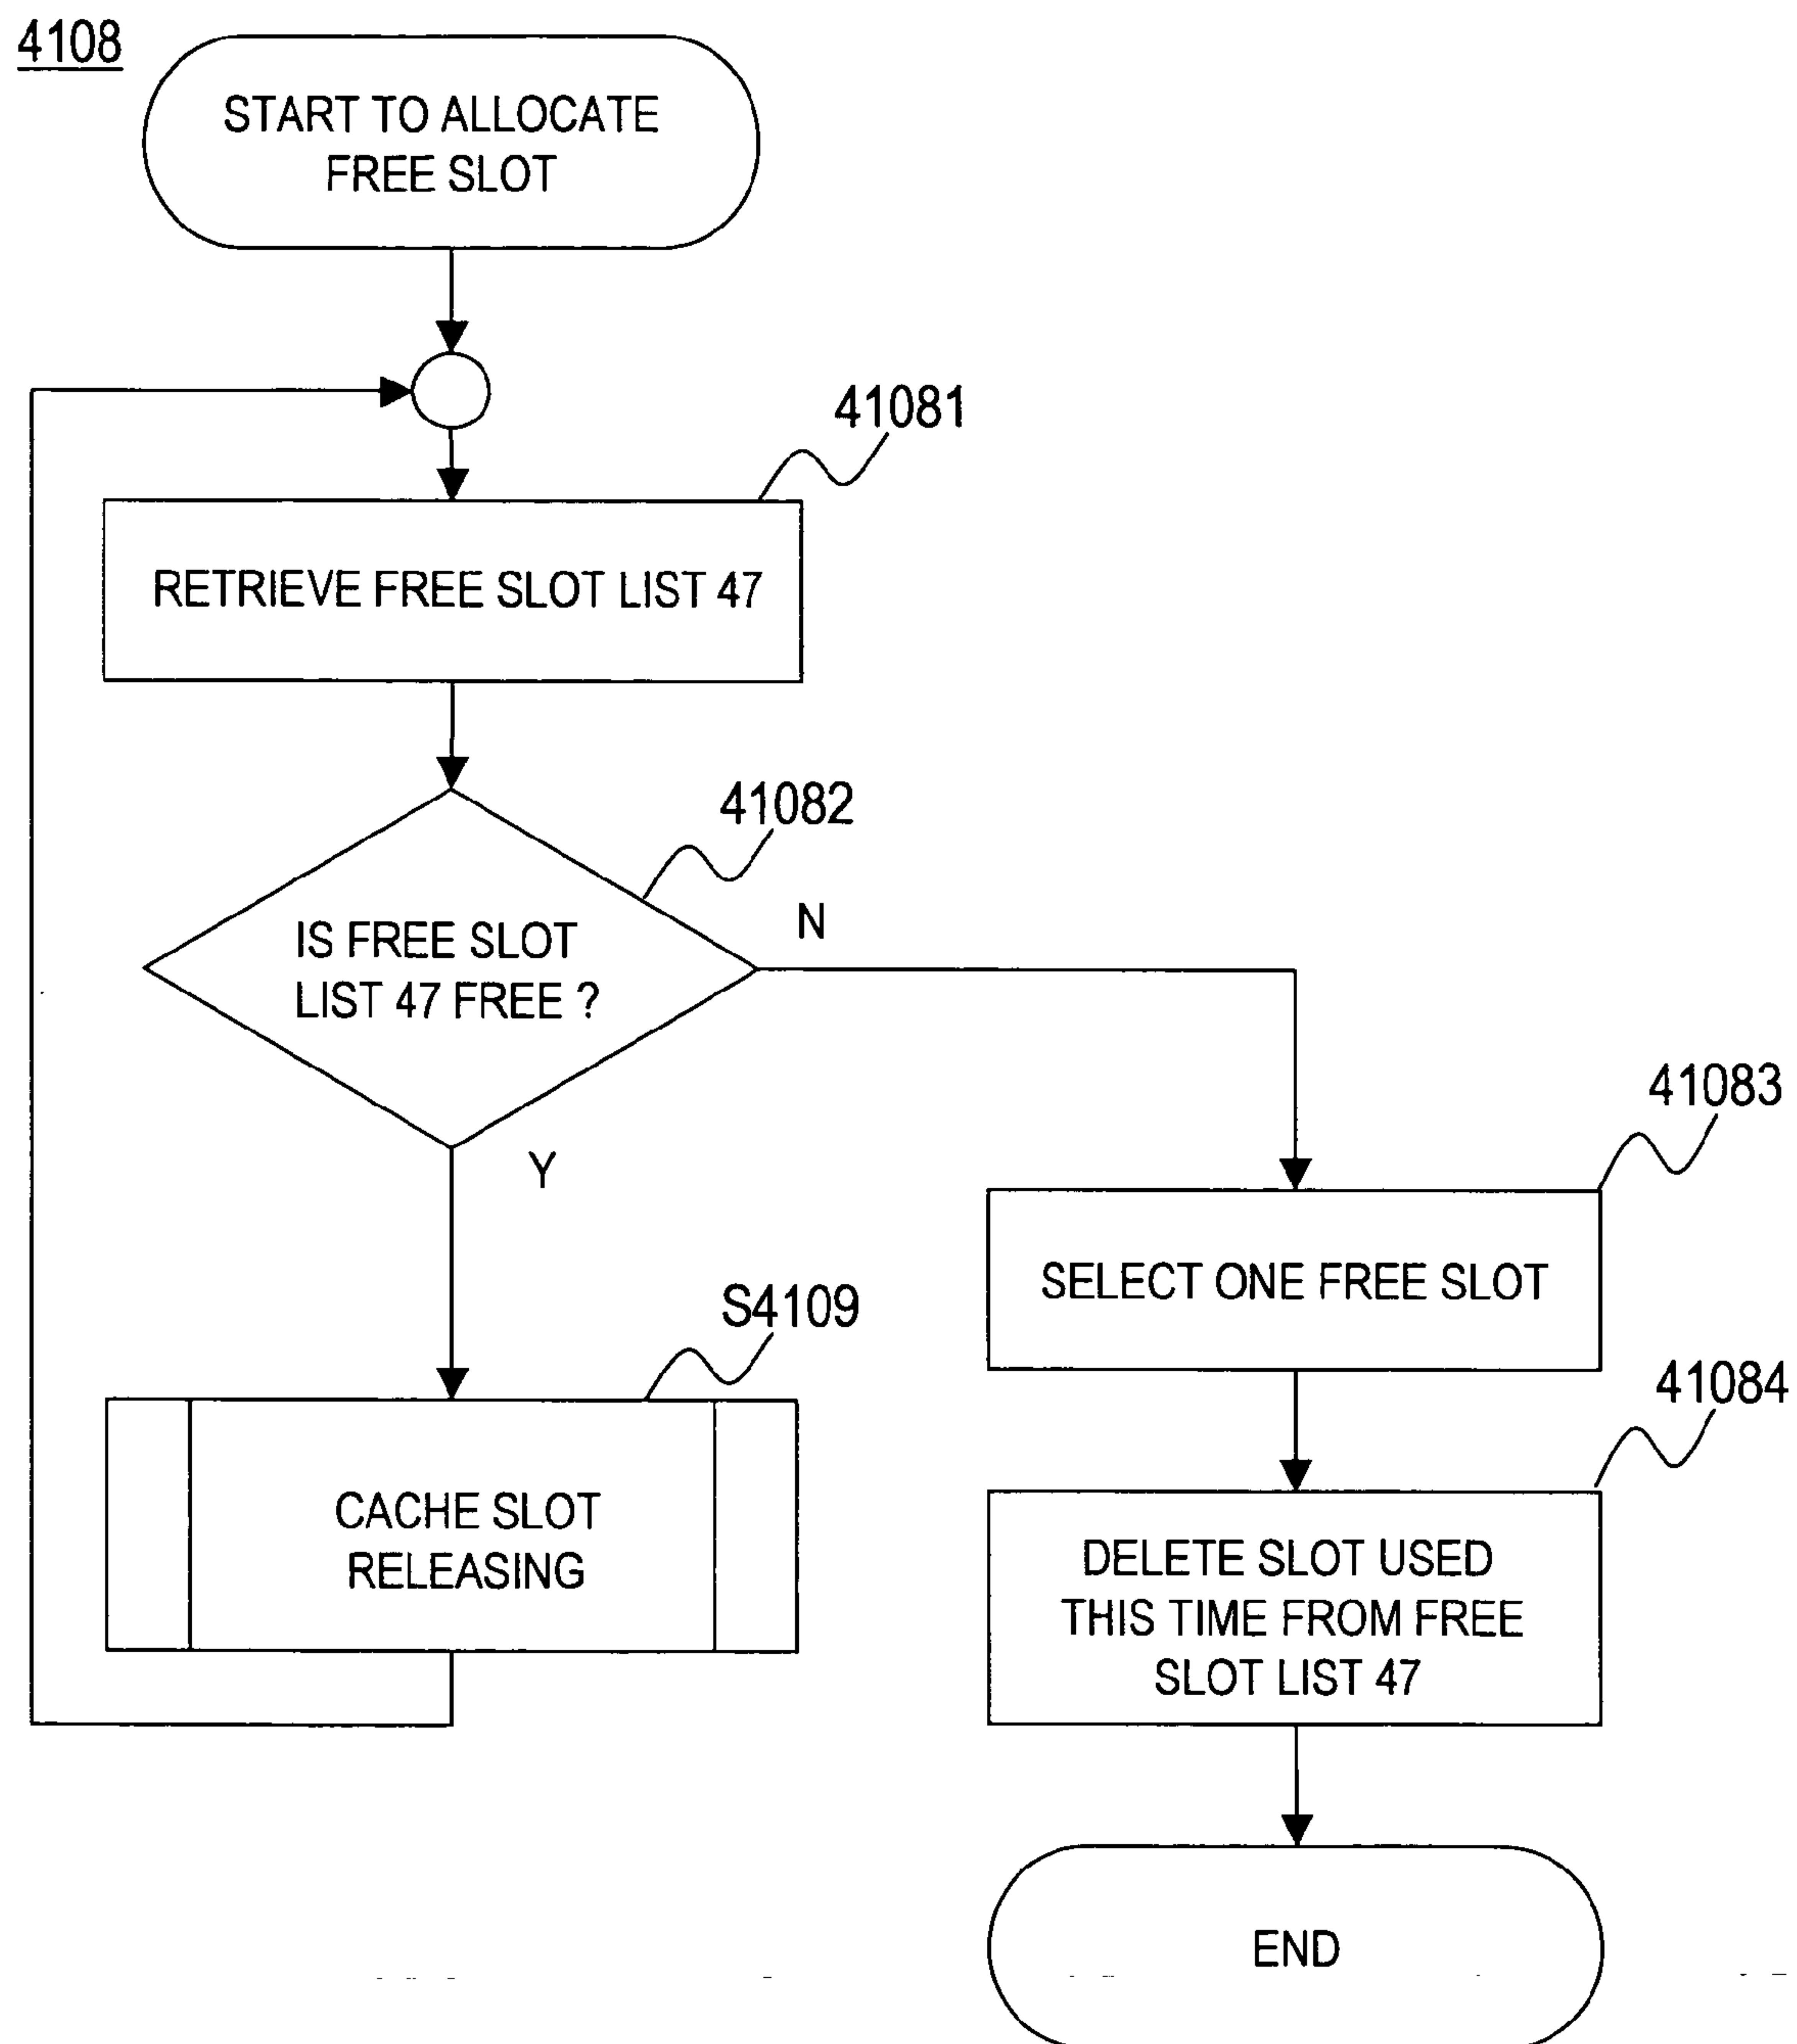 4108
START TO ALLOCATE
FREE SLOT
41081
RETRIEVE FREE SLOT LIST 47
41082
IS FREE SLOT
LIST 47 FREE ?
N
Y
41083
SELECT ONE FREE SLOT
S4109
CACHE SLOT
RELEASING
41084
DELETE SLOT USED
THIS TIME FROM FREE
SLOT LIST 47
END